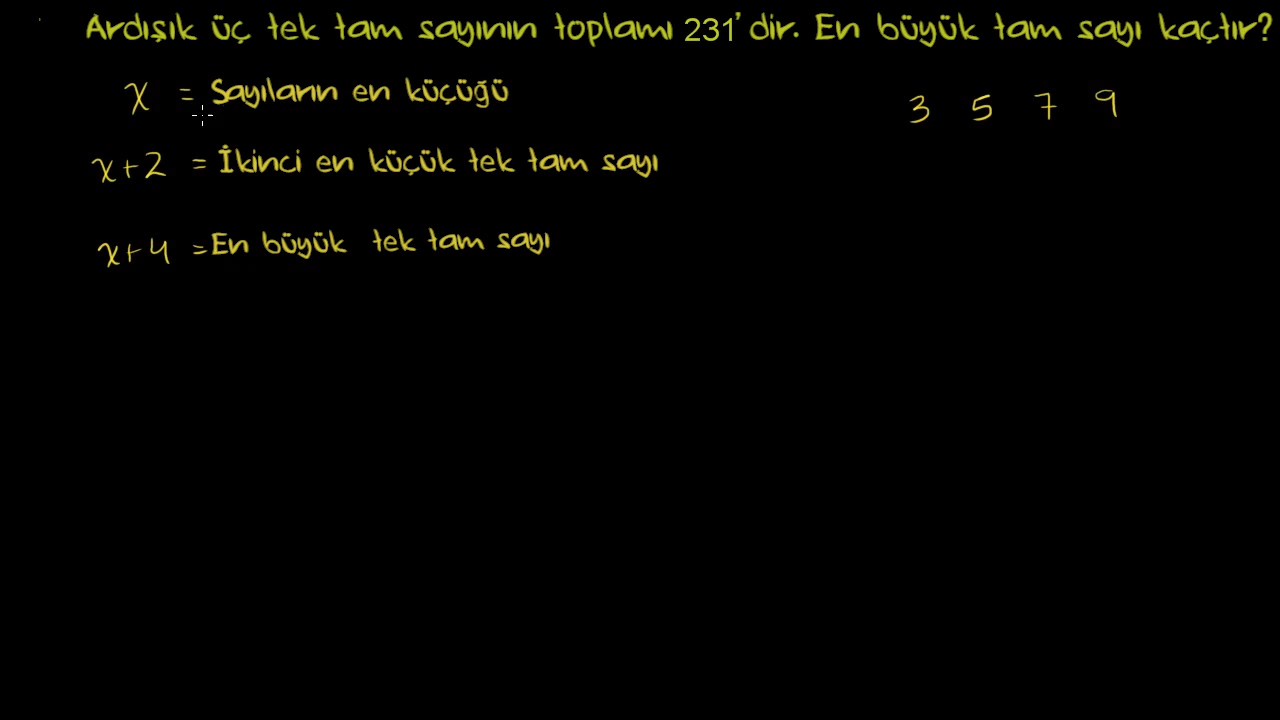 Ardışık üç tek tam sayının toplamı 231'dir. En büyük tam sayı kaçtır?
x = Sayıların en küçüğü
3 5 7 9
x+2 = İkinci en küçük tek tam sayı
x+4 = En büyük tek tam sayı